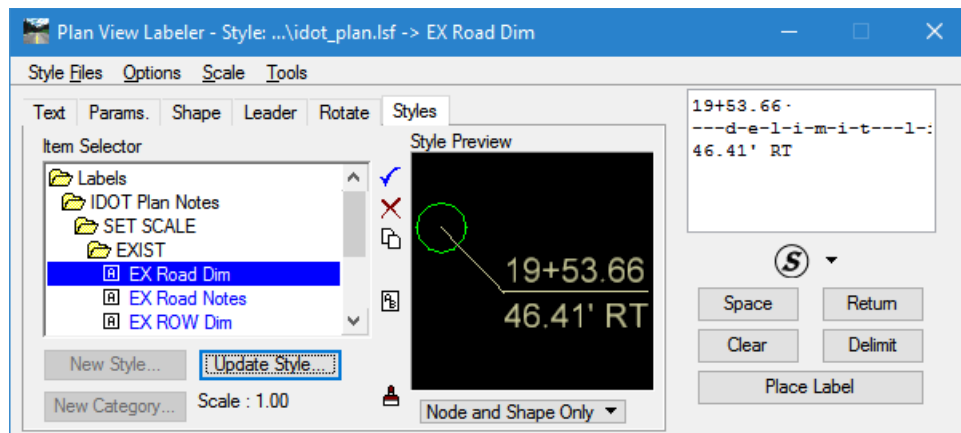 Plan View Labeler - Style: ...\idot_plan.lsf -> EX Road Dim
Style Files Options Scale Tools
Text Params. Shape Leader Rotate Styles
Item Selector
Labels
IDOT Plan Notes
SET SCALE
EXIST
A EX Road Dim
A EX Road Notes
A EX ROW Dim
New Style...
Update Style...
New Category...
Scale : 1.00
Style Preview
19+53.66
46.41' RT
Node and Shape Only
19+53.66·
---d-e-l-i-m-i-t---l-i
46.41' RT
S
Space
Return
Clear
Delimit
Place Label